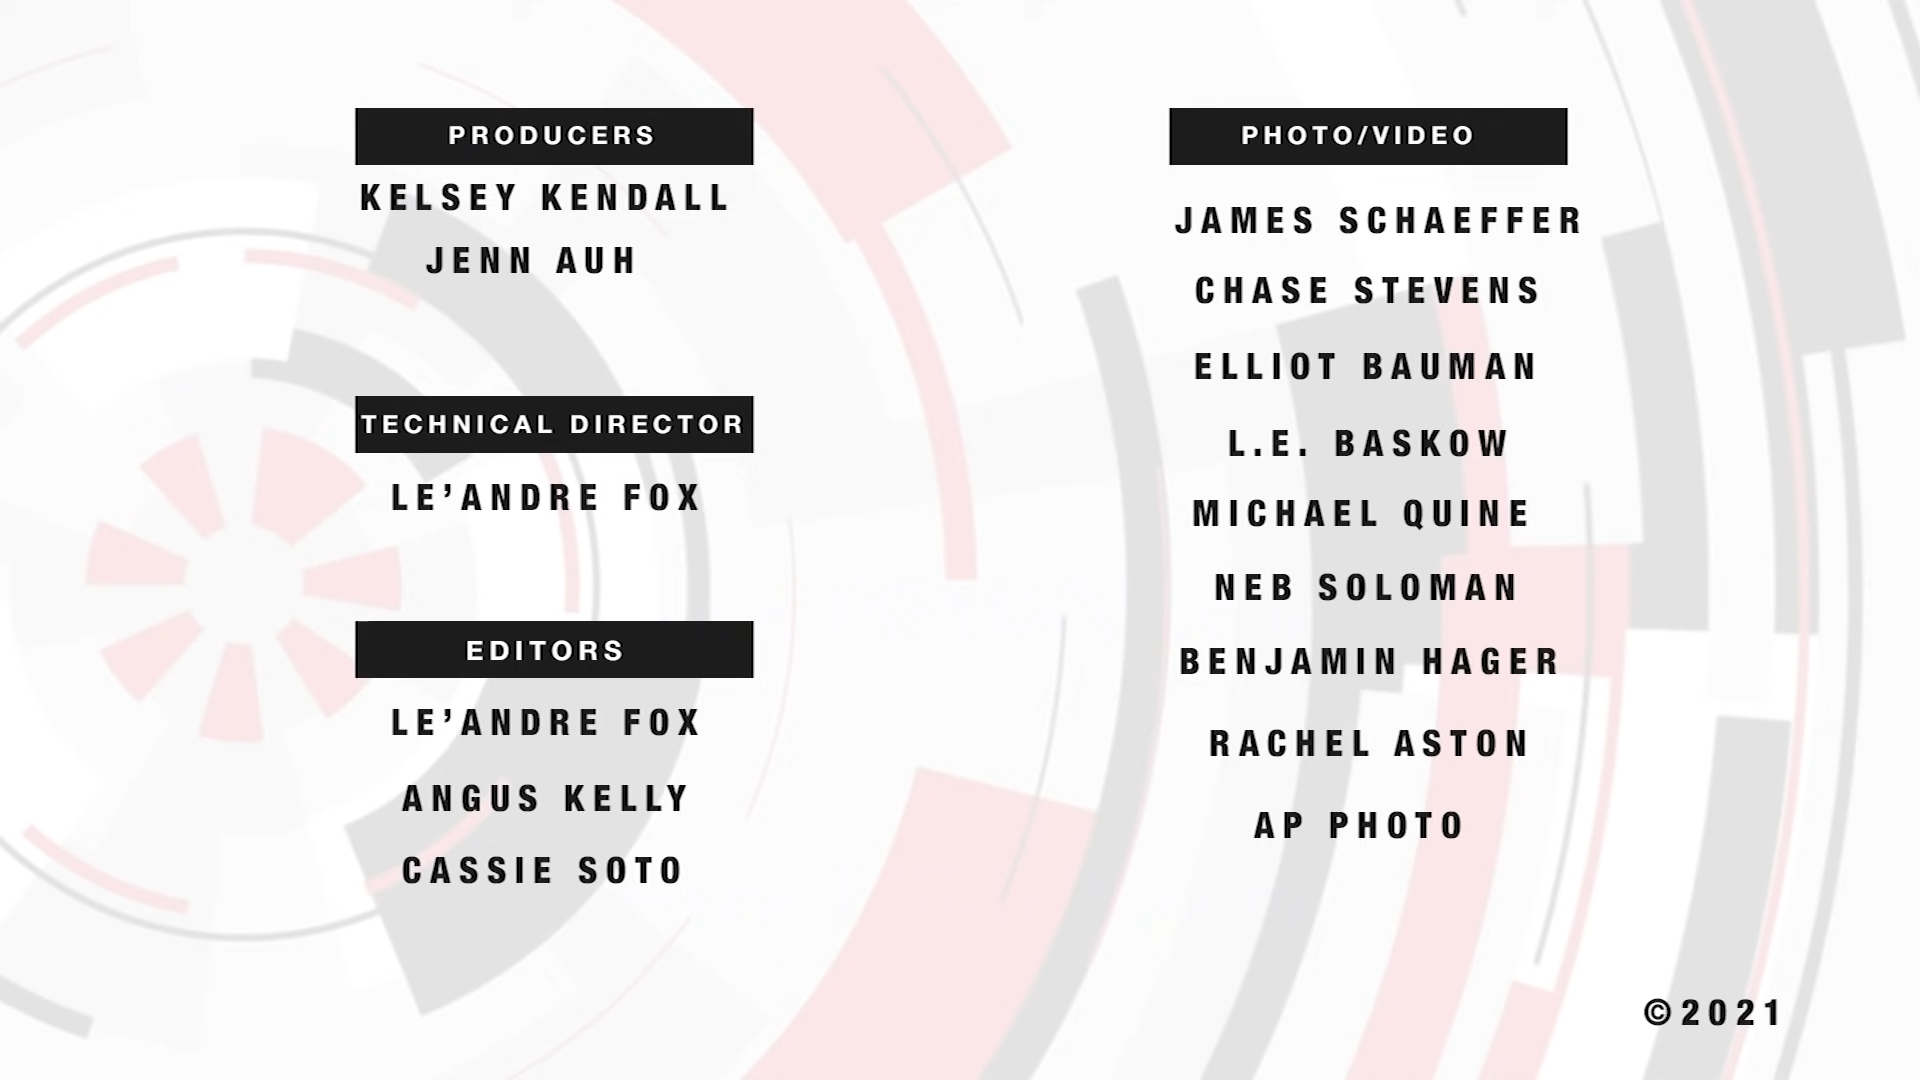 PRODUCERS
KELSEY KENDALL
JENN AUH
TECHNICAL DIRECTOR
LE’ANDRE FOX
EDITORS
LE’ANDRE FOX
ANGUS KELLY
CASSIE SOTO
PHOTO/VIDEO
JAMES SCHAEFFER
CHASE STEVENS
ELLIOT BAUMAN
L.E. BASKOW
MICHAEL QUINE
NEB SOLOMAN
BENJAMIN HAGER
RACHEL ASTON
AP PHOTO
©2021